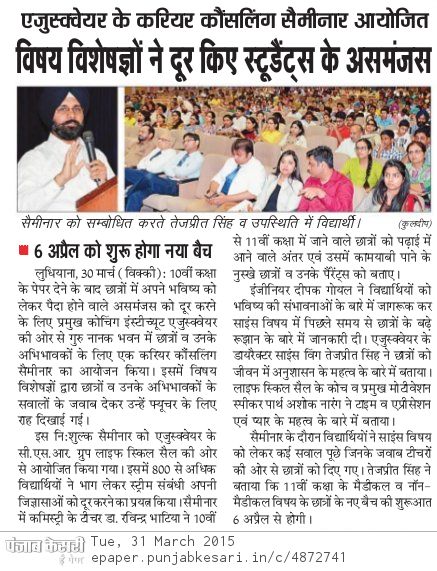 एजुस्क्वेयर के करियर कौंसलिंग सैमीनार आयोजित
विषय विशेषज्ञों ने दूर किए स्टूडैंट्स के असमंजस
सैमीनार को सम्बोधित करते तेजप्रीत सिंह व उपस्थिति में विद्यार्थी। (कुलदीप)
6 अप्रैल को शुरू होगा नया बैच
लुधियाना, 30 मार्च (विक्की): 10वीं कक्षा
के पेपर देने के बाद छात्रों में अपने भविष्य को
लेकर पैदा होने वाले असमंजस को दूर करने
के लिए प्रमुख कोचिंग इंस्टीच्यूट एजुस्क्वेयर
की ओर से गुरु नानक भवन में छात्रों व उनके
अभिभावकों के लिए एक करियर कौंसलिंग
सैमीनार का आयोजन किया। इसमें विषय
विशेषज्ञों द्वारा छात्रों व उनके अभिभावकों के
सवालों के जवाब देकर उन्हें फ्यूचर के लिए
राह दिखाई गई।
इस नि:शुल्क सैमीनार को एजुस्क्वेयर के
सी.एस.आर. ग्रुप लाइफ स्किल सैल की ओर
से आयोजित किया गया। इसमें 800 से अधिक
विद्यार्थियों ने भाग लेकर स्ट्रीम संबंधी अपनी
जिज्ञासाओं को दूर करने का प्रयत्न किया। सैमीनार
में कमिस्ट्री के टीचर डा. रविन्द्र भाटिया ने 10वीं
से 11वीं कक्षा में जाने वाले छात्रों को पढ़ाई में
आने वाले अंतर एवं उसमें कामयाबी पाने के
नुस्खे छात्रों व उनके पैरैंट्स को बताए।
इंजीनियर दीपक गोयल ने विद्यार्थियों को
भविष्य की संभावनाओं के बारे में जागरूक कर
साइंस विषय में पिछले समय से छात्रों के बढ़े
रूझान के बारे में जानकारी दी। एजुस्क्वेयर के
डायरैक्टर साइंस विंग तेजप्रीत सिंह ने छात्रों को
जीवन में अनुशासन के महत्व के बारे में बताया।
लाइफ स्किल सैल के कोच व प्रमुख मोटीवैशन
स्पीकर पार्थ अशोक नारंग ने टाइम व एप्रीसेशन
एवं प्यार के महत्व के बारे में बताया।
सैमीनार के दौरान विद्यार्थियों ने साइंस विषय
को लेकर कई सवाल पूछे जिनके जवाब टीचरों
की ओर से छात्रों को दिए गए। तेजप्रीत सिंह ने
बताया कि 11वीं कक्षा के मैडीकल व नॉन-
मैडीकल विषय के छात्रों के नए बैच की शुरूआत
6 अप्रैल से होगी।
पंजाब केसरी
ई पेपर
Tue, 31 March 2015
epaper.punjabkesari.in/c/4872741